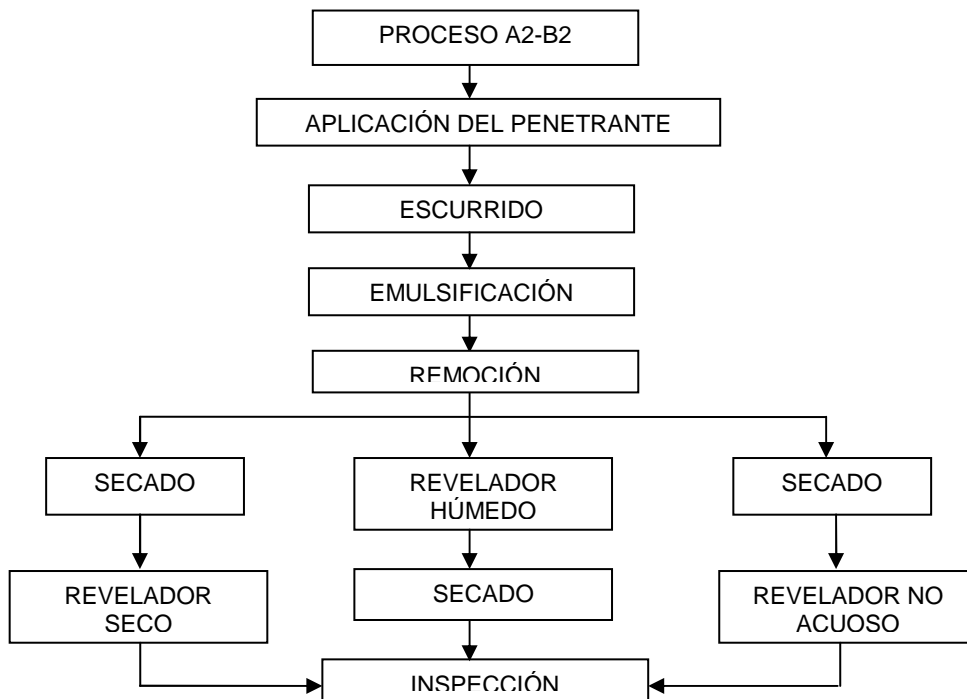 PROCESO A2-B2
APLICACIÓN DEL PENETRANTE
ESCURRIDO
EMULSIFICACIÓN
REMOCIÓN
SECADO
REVELADOR
HÚMEDO
SECADO
REVELADOR
SECO
SECADO
REVELADOR NO
ACUOSO
INSPECCIÓN